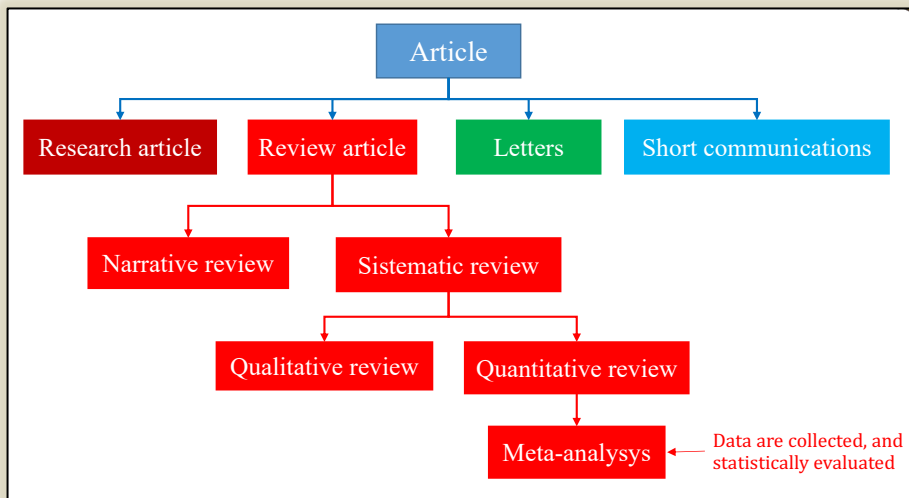 Article
Research article
Review article
Letters
Short communications
Narrative review
Sistematic review
Qualitative review
Quantitative review
Meta-analysys
Data are collected, and
statistically evaluated